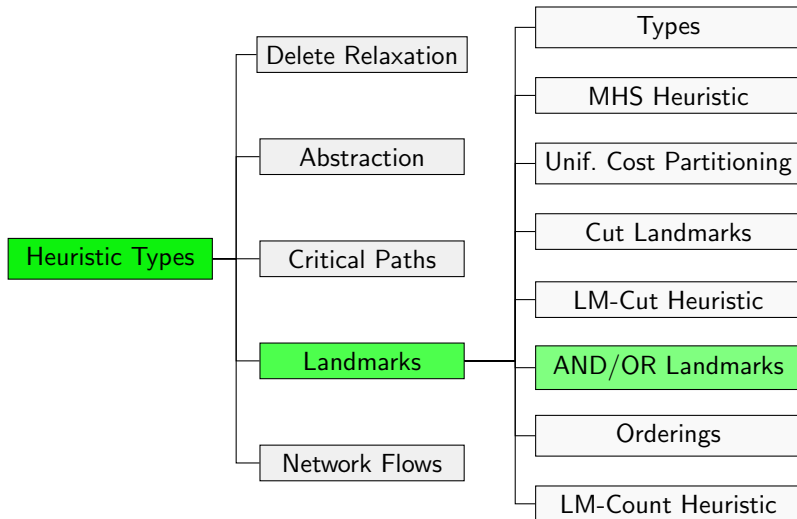 Heuristic Types
Delete Relaxation
Abstraction
Critical Paths
Landmarks
Network Flows
Types
MHS Heuristic
Unif. Cost Partitioning
Cut Landmarks
LM-Cut Heuristic
AND/OR Landmarks
Orderings
LM-Count Heuristic